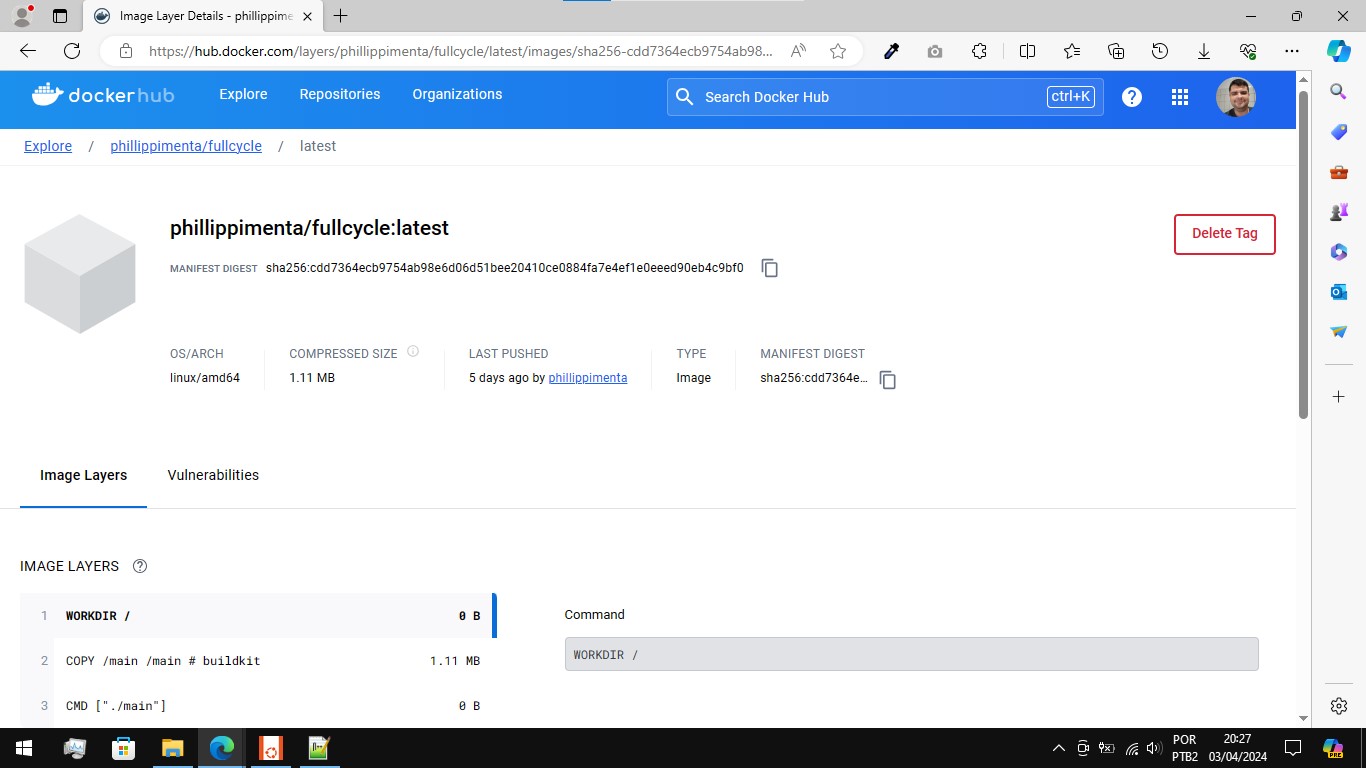 Image Layer Details - phillippime
https://hub.docker.com/layers/phillippimenta/fullcycle/latest/images/sha256-cdd7364ecb9754ab98...
dockerhub
Explore
Repositories
Organizations
Search Docker Hub
ctrl+K
Explore / phillippimenta/fullcycle / latest
phillippimenta/fullcycle:latest
Delete Tag
MANIFEST DIGEST sha256:cdd7364ecb9754ab98e6d06d51bee20410ce0884fa7e4ef1e0eeed90eb4c9bf0
OS/ARCH
COMPRESSED SIZE
LAST PUSHED
TYPE
MANIFEST DIGEST
linux/amd64
1.11 MB
5 days ago by phillippimenta
Image
sha256:cdd7364e...
Image Layers
Vulnerabilities
IMAGE LAYERS
1 WORKDIR / 0 B
2 COPY /main /main # buildkit 1.11 MB
3 CMD ["./main"] 0 B
Command
WORKDIR /
POR
PTB2
20:27
03/04/2024